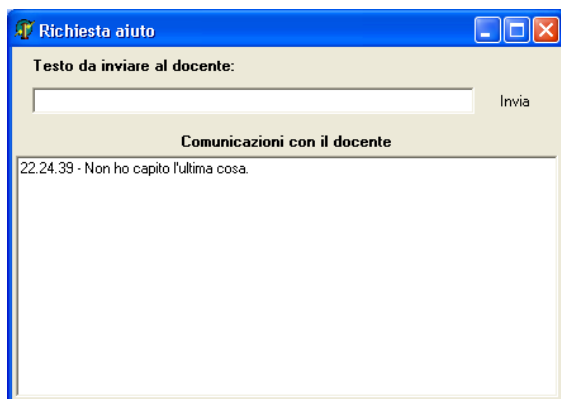 Richiesta aiuto
Testo da inviare al docente:
Invia
Comunicazioni con il docente
22.24.39 - Non ho capito l'ultima cosa.